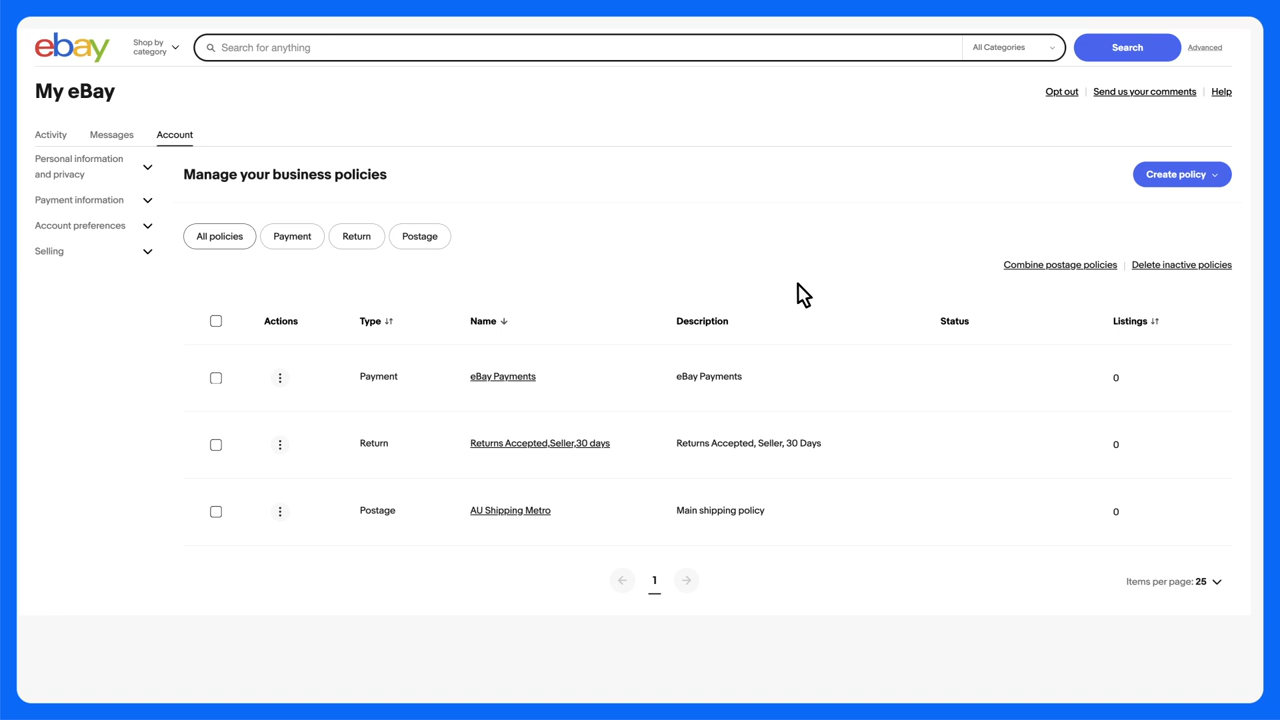 ebay
Shop by
category
Search for anything
All Categories
Search
Advanced
My eBay
Opt out
Send us your comments
Help
Activity
Messages
Account
Personal information
and privacy
Payment information
Account preferences
Selling
Manage your business policies
Create policy
All policies
Payment
Return
Postage
Combine postage policies
Delete inactive policies
Actions
Type
Name
Description
Status
Listings
Payment
eBay Payments
eBay Payments
0
Return
Returns Accepted,Seller,30 days
Returns Accepted, Seller, 30 Days
0
Postage
AU Shipping Metro
Main shipping policy
0
1
Items per page: 25